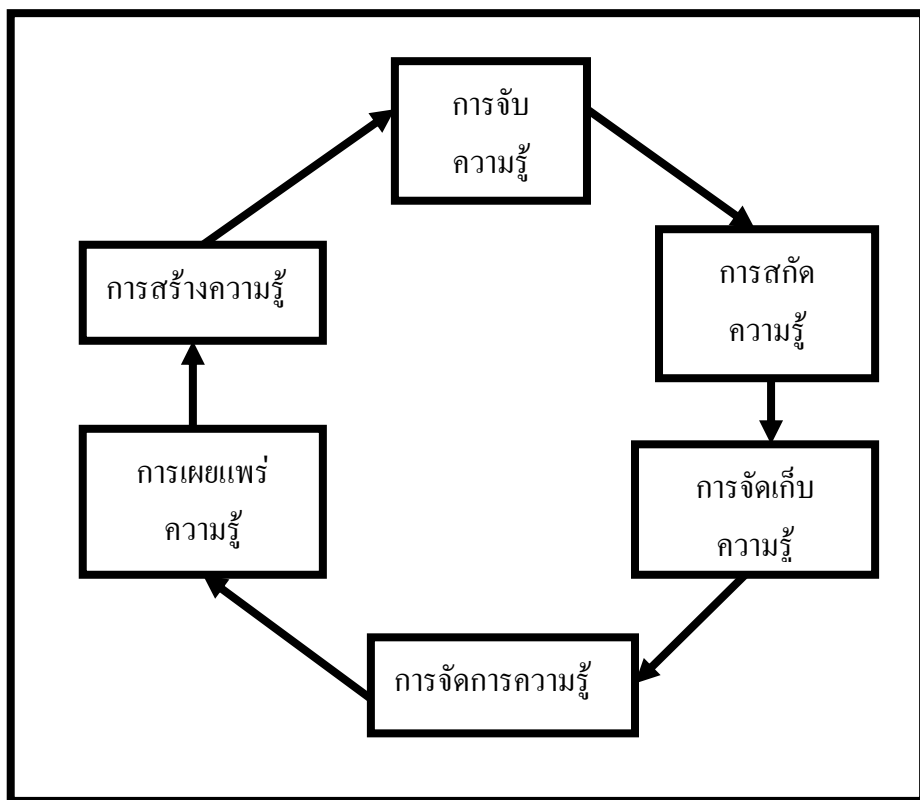 การจับ
ความรู้
การสกัด
ความรู้
การสร้างความรู้
การเผยแพร่
ความรู้
การจัดเก็บ
ความรู้
การจัดการความรู้